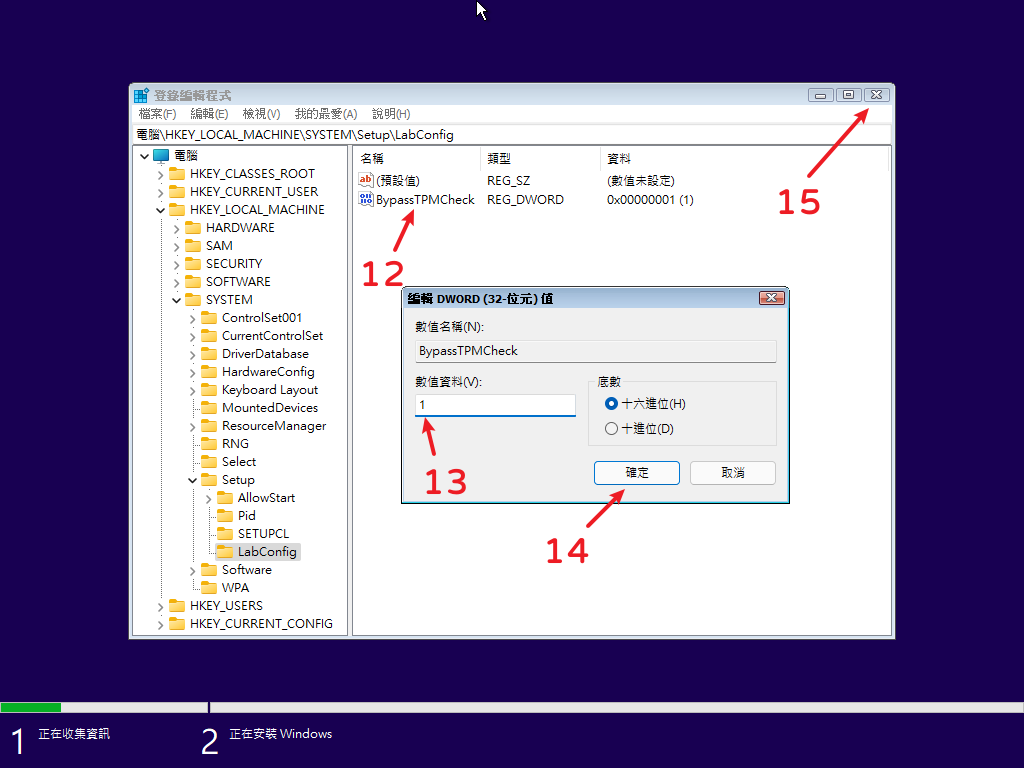 登錄編輯程式
檔案(F) 編輯(E) 檢視(V) 我的最愛(A) 說明(H)
電腦\HKEY_LOCAL_MACHINE\SYSTEM\Setup\LabConfig
電腦
HKEY_CLASSES_ROOT
HKEY_CURRENT_USER
HKEY_LOCAL_MACHINE
HARDWARE
SAM
SECURITY
SOFTWARE
SYSTEM
ControlSet001
CurrentControlSet
DriverDatabase
HardwareConfig
Keyboard Layout
MountedDevices
ResourceManager
RNG
Select
Setup
AllowStart
Pid
SETUPCL
LabConfig
Software
WPA
HKEY_USERS
HKEY_CURRENT_CONFIG
名稱 類型 資料
(預設值) REG_SZ (數值未設定)
BypassTPMCheck REG_DWORD 0x00000001 (1)
15
12
編輯 DWORD (32-位元) 值
數值名稱(N):
BypassTPMCheck
數值資料(V):
1
底數
十六進位(H)
十進位(D)
確定 取消
13
14
1 正在收集資訊
2 正在安裝 Windows